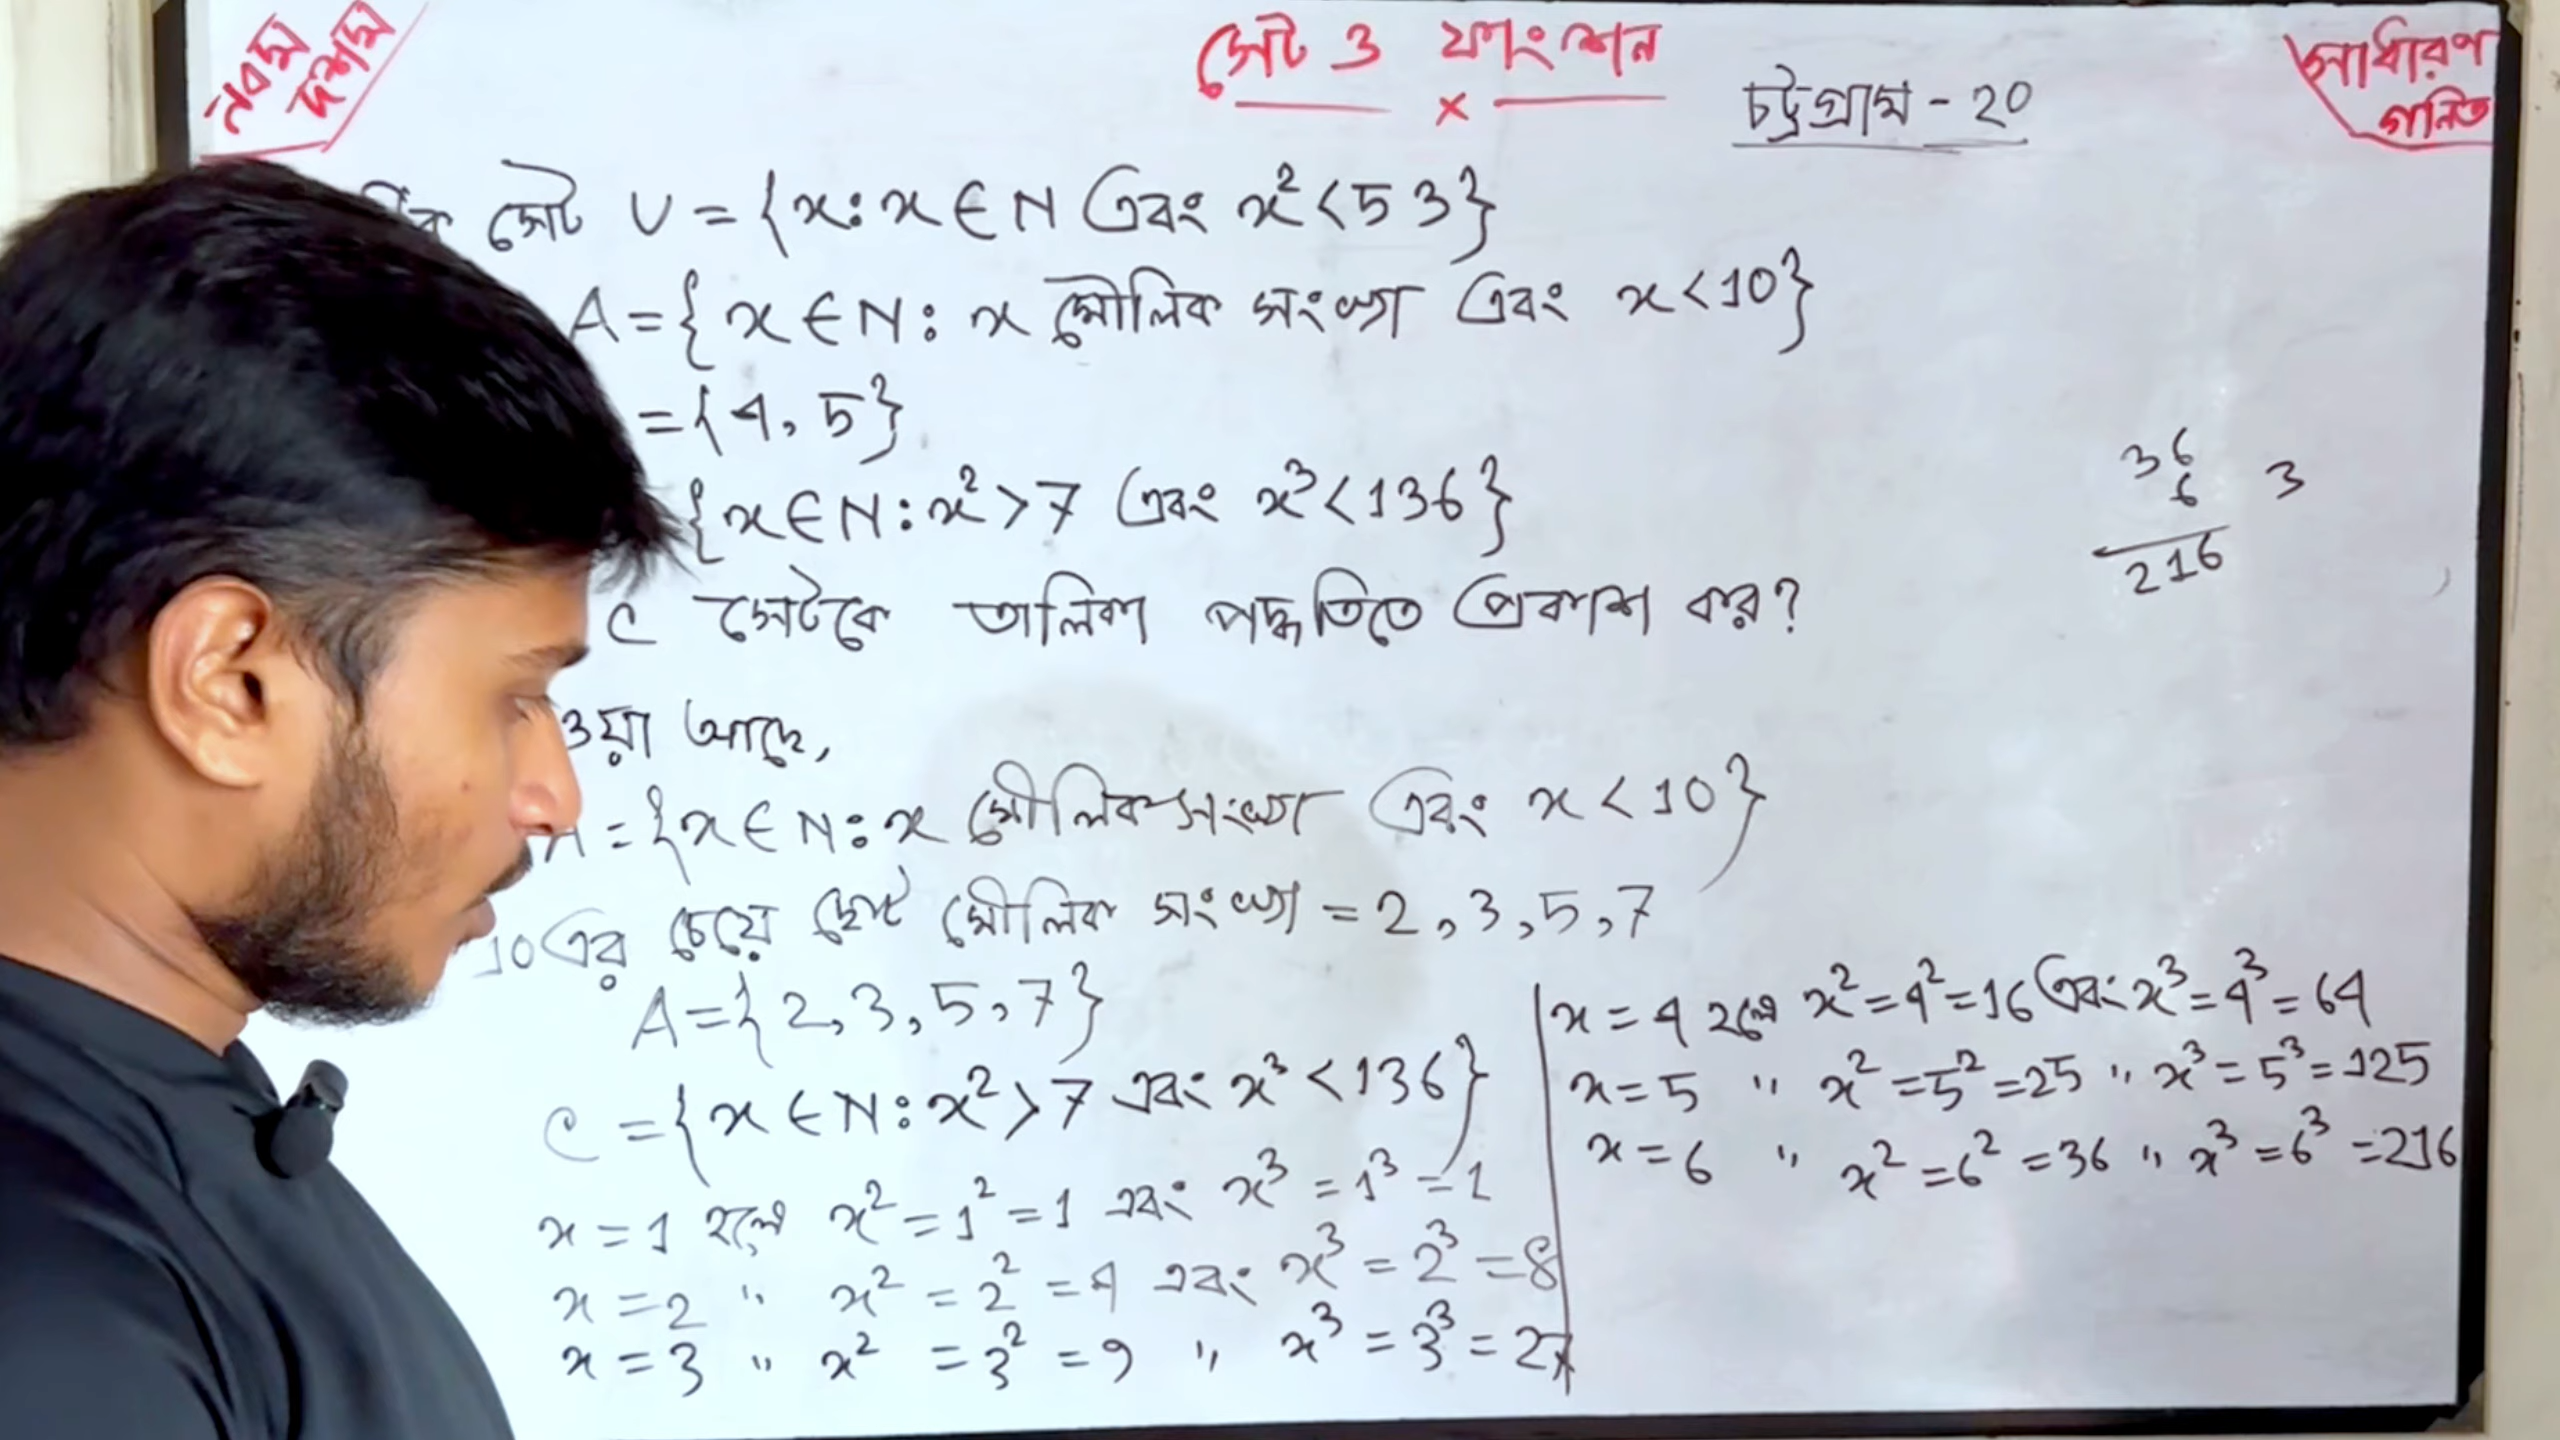 নবম
দশম
সেট ও ফাংশন
×
চট্টগ্রাম - 20
সাধারণ
গনিত
ক সেট U = {x : x ∈ N এবং x² < 53}
A = {x ∈ N : x মৌলিক সংখ্যা এবং x < 10}
= {4, 5}
{x ∈ N : x² > 7 এবং x³ < 136}
C সেটকে তালিকা পদ্ধতিতে প্রকাশ কর?
36
6 3
216
ওয়া আছে,
A = {x ∈ N : x মৌলিক সংখ্যা এবং x < 10}
10 এর চেয়ে ছোট মৌলিক সংখ্যা = 2, 3, 5, 7
A = {2, 3, 5, 7}
C = {x ∈ N : x² > 7 এবং x³ < 136}
x = 1 হলে x² = 1² = 1 এবং x³ = 1³ = 1
x = 2 " x² = 2² = 4 এবং x³ = 2³ = 8
x = 3 " x² = 3² = 9 " x³ = 3³ = 27
x = 4 হলে x² = 4² = 16 এবং x³ = 4³ = 64
x = 5 " x² = 5² = 25 " x³ = 5³ = 125
x = 6 " x² = 6² = 36 " x³ = 6³ = 216